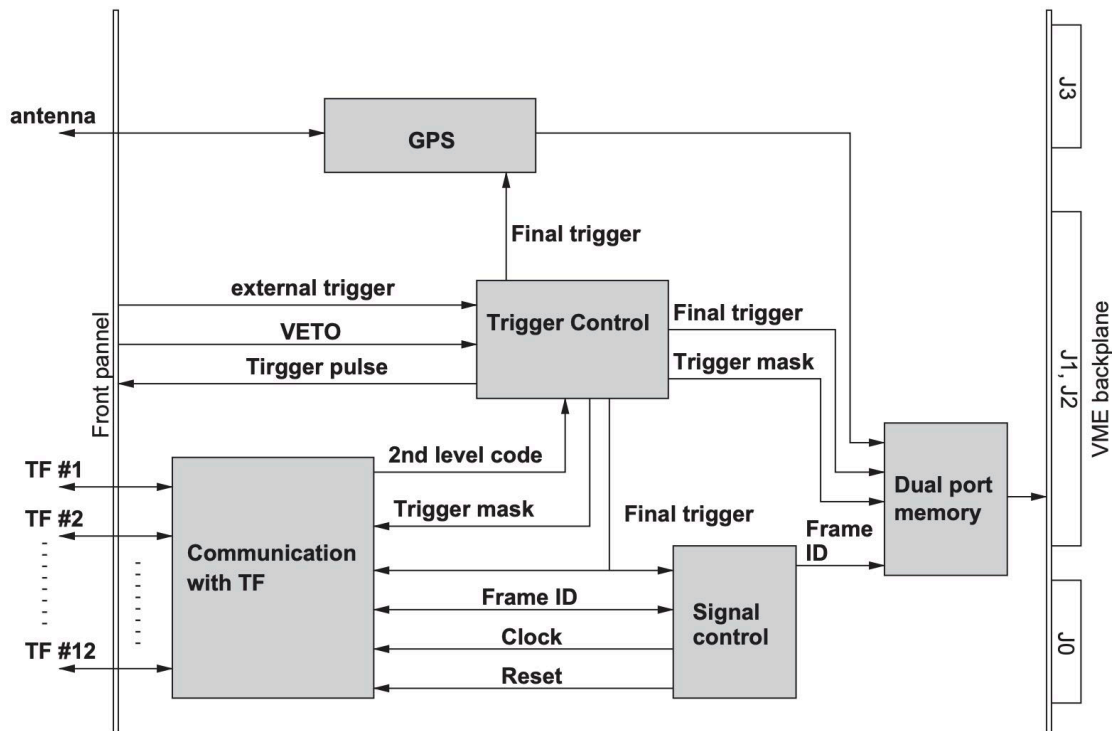 J3
antenna
GPS
Final trigger
external trigger
Trigger Control
Final trigger
VETO
Tirgger pulse
Trigger mask
Front pannel
J1, J2
VME backplane
TF #1
2nd level code
Dual port
memory
TF #2
Trigger mask
Final trigger
Frame
ID
Communication
with TF
Frame ID
Signal
control
Clock
TF #12
Reset
J0